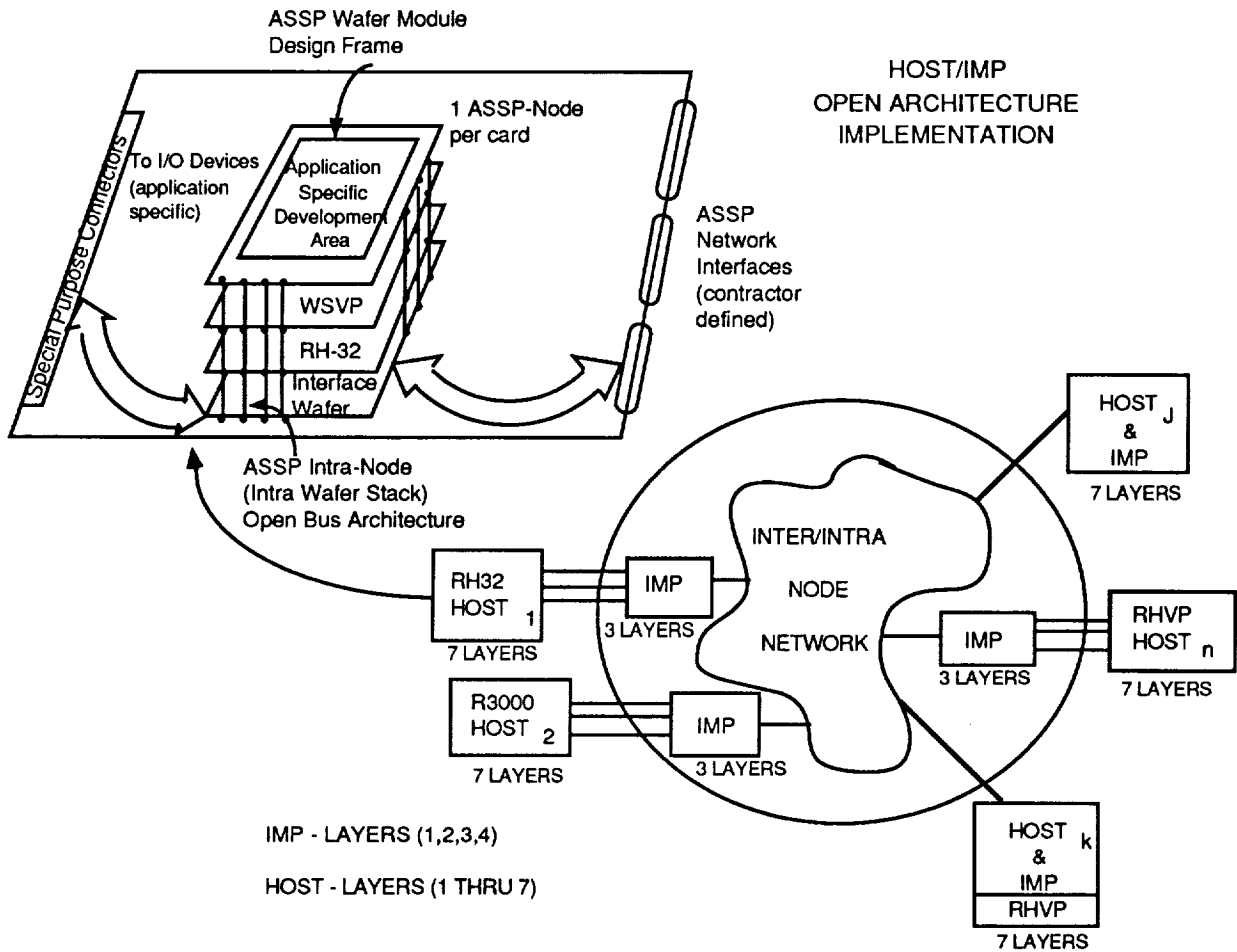 ASSP Wafer Module
Design Frame
HOST/IMP
OPEN ARCHITECTURE
IMPLEMENTATION
1 ASSP-Node
per card
Special Purpose Connectors
To I/O Devices
(application
specific)
Application
Specific
Development
Area
WSVP
RH-32
Interface
Wafer
ASSP
Network
Interfaces
(contractor
defined)
ASSP Intra-Node
(Intra Wafer Stack)
Open Bus Architecture
HOST J
&
IMP
7 LAYERS
INTER/INTRA
NODE
NETWORK
RH32
HOST 1
7 LAYERS
IMP
3 LAYERS
R3000
HOST 2
7 LAYERS
IMP
3 LAYERS
IMP
3 LAYERS
RHVP
HOST n
7 LAYERS
HOST k
&
IMP
RHVP
7 LAYERS
IMP - LAYERS (1,2,3,4)
HOST - LAYERS (1 THRU 7)